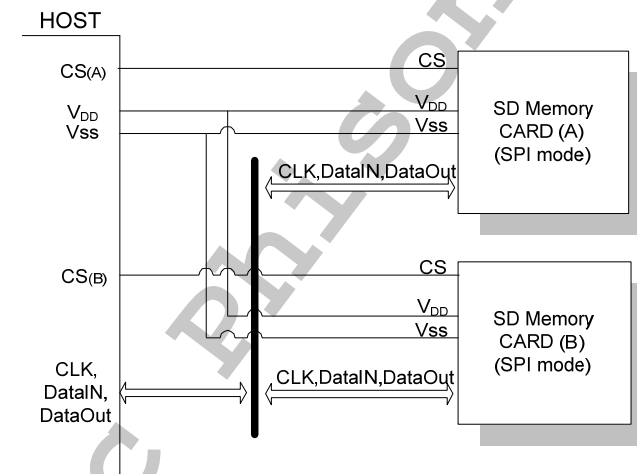 HOST
CS(A)
VDD
Vss
CS
VDD
Vss
SD Memory
CARD (A)
(SPI mode)
CLK,DataIN,DataOut
CS(B)
CS
VDD
Vss
SD Memory
CARD (B)
(SPI mode)
CLK,
DataIN,
DataOut
CLK,DataIN,DataOut
Phison